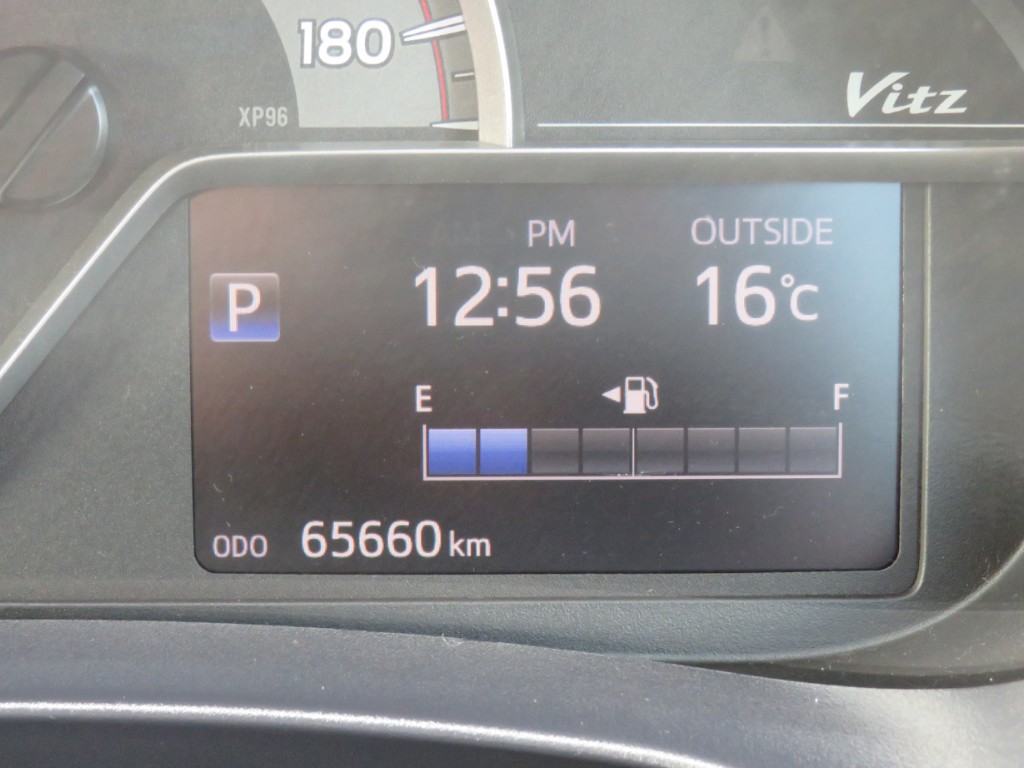 180
XP96
Vitz
PM OUTSIDE
P 12:56 16°C
E F
ODO 65660 km